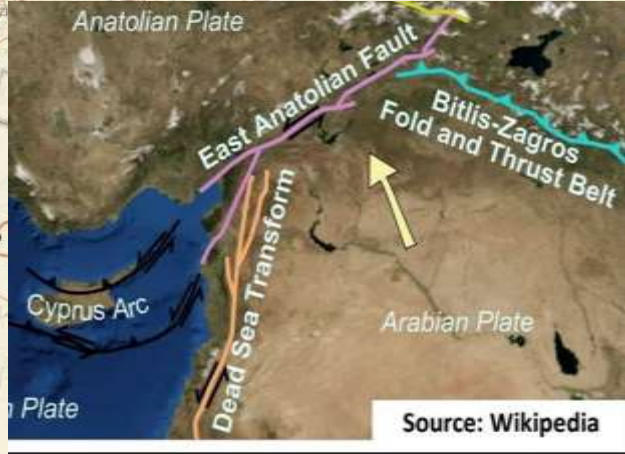 Anatolian Plate
East Anatolian Fault
Bitlis-Zagros
Fold and Thrust Belt
Dead Sea Transform
Cyprus Arc
Arabian Plate
n Plate
Source: Wikipedia